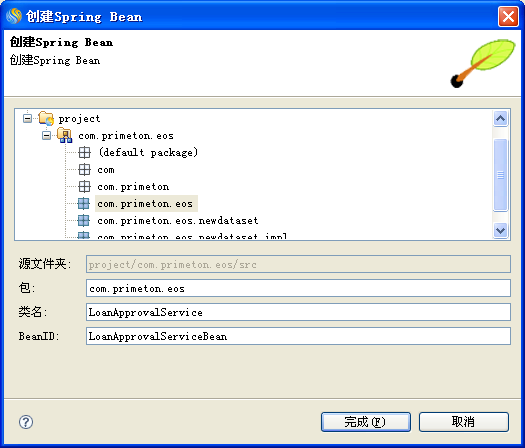 创建Spring Bean
创建Spring Bean
创建Spring Bean
project
com.primeton.eos
(default package)
com
com.primeton
com.primeton.eos
com.primeton.eos.newdataset
com.primeton.eos.newdataset.impl
源文件夹: project/com.primeton.eos/src
包: com.primeton.eos
类名: LoanApprovalService
BeanID: LoanApprovalServiceBean
完成(F) 取消